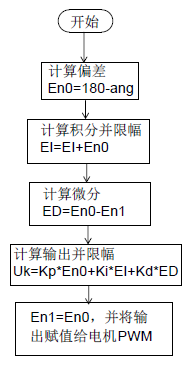 开始
计算偏差
En0=180-ang
计算积分并限幅
EI=EI+En0
计算微分
ED=En0-En1
计算输出并限幅
Uk=Kp*En0+Ki*EI+Kd*ED
En1=En0，并将输
出赋值给电机PWM